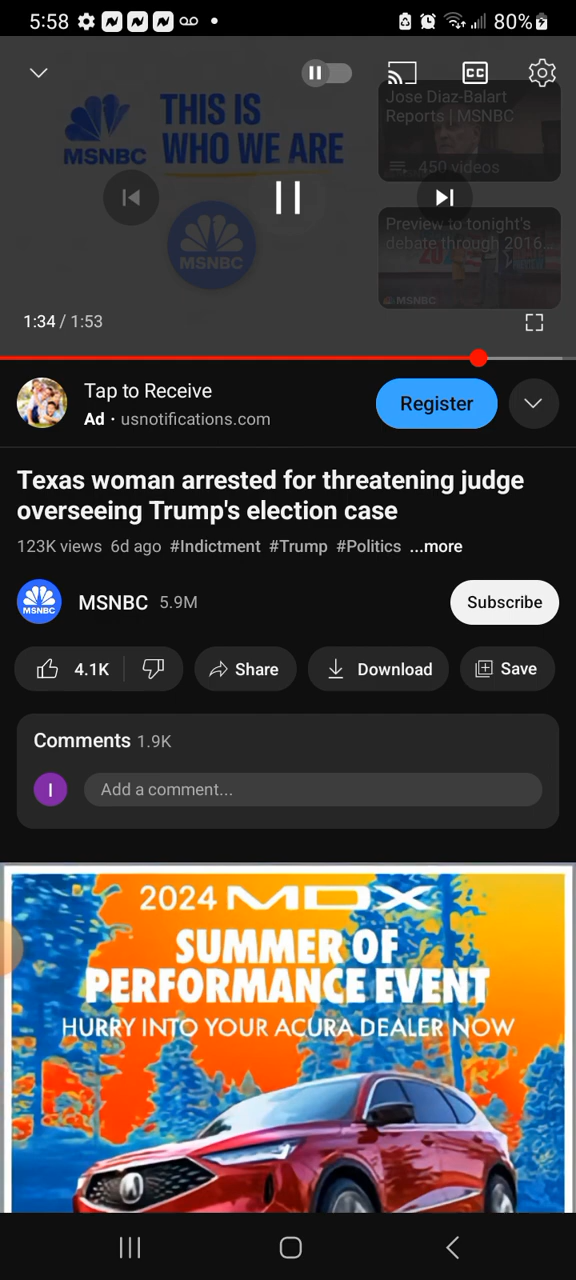 5:58
80%
THIS IS
WHO WE ARE
MSNBC
MSNBC
Jose Diaz-Balart
Reports | MSNBC
450 videos
Preview to tonight's
debate through 2016...
MSNBC
CC
1:34 / 1:53
Tap to Receive
Ad · usnotifications.com
Register
Texas woman arrested for threatening judge
overseeing Trump's election case
123K views 6d ago #Indictment #Trump #Politics ...more
MSNBC
MSNBC 5.9M
Subscribe
4.1K
Share
Download
Save
Comments 1.9K
I
Add a comment...
2024 MDX
SUMMER OF
PERFORMANCE EVENT
HURRY INTO YOUR ACURA DEALER NOW